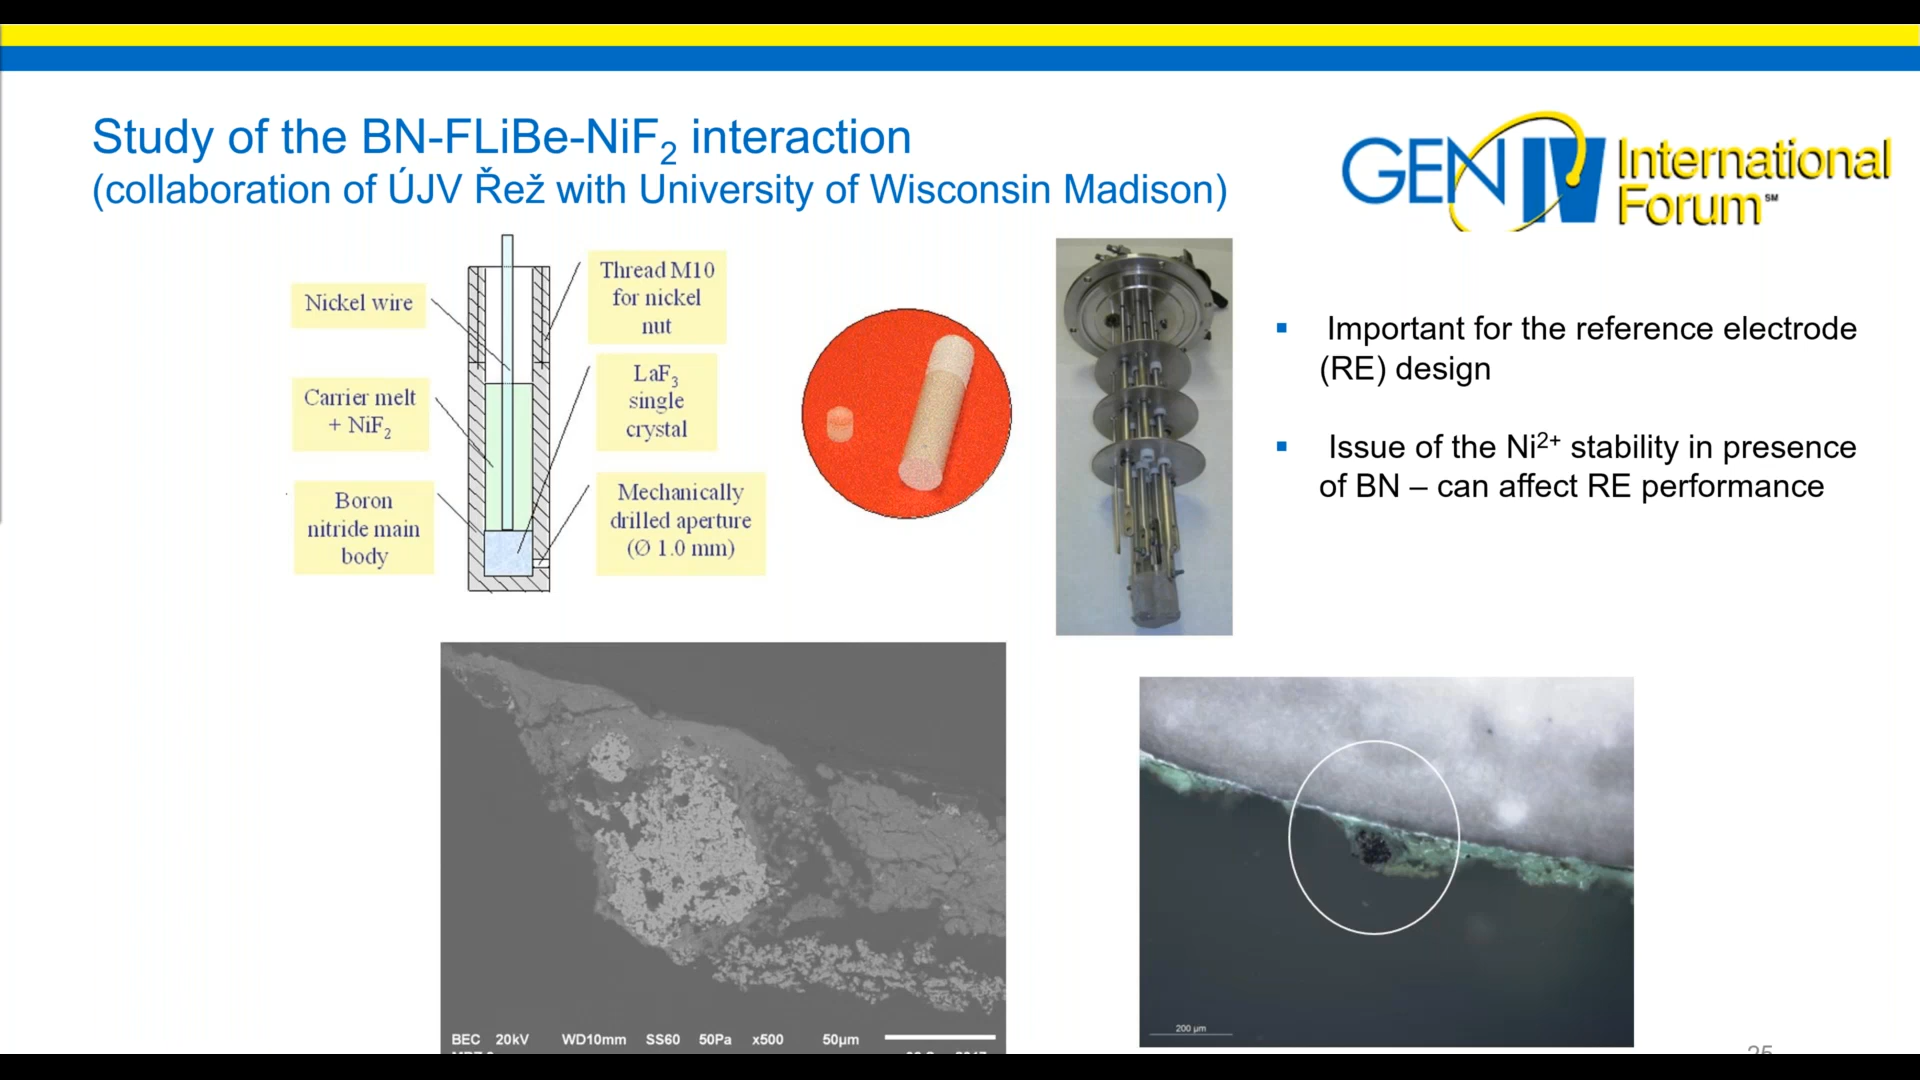 Study of the BN-FLiBe-NiF₂ interaction
(collaboration of ÚJV Řež with University of Wisconsin Madison)
GEN IV International
Forum℠
Nickel wire
Carrier melt
+ NiF₂
Boron
nitride main
body
Thread M10
for nickel
nut
LaF₃
single
crystal
Mechanically
drilled aperture
(Ø 1.0 mm)
▪ Important for the reference electrode
(RE) design
▪ Issue of the Ni²⁺ stability in presence
of BN – can affect RE performance
BEC 20kV WD10mm SS60 50Pa x500 50µm
200 µm
25